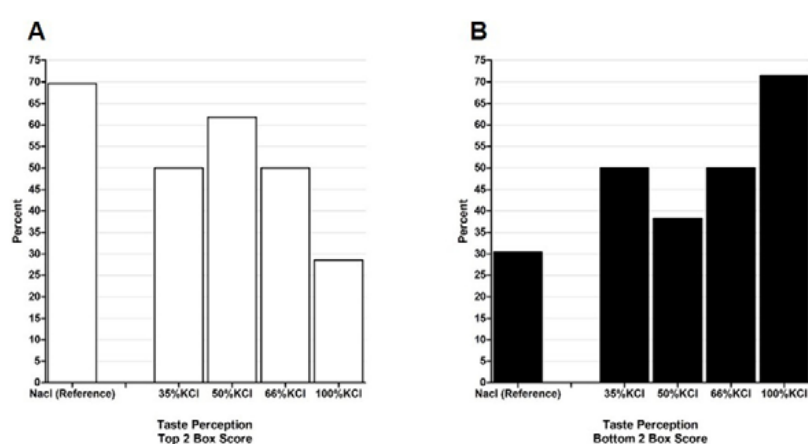 A
75
70
65
60
55
50
45
40
35
30
25
20
15
10
5
0
Percent
Nacl (Reference)
35%KCl
50%KCl
66%KCl
100%KCl
Taste Perception
Top 2 Box Score
B
75
70
65
60
55
50
45
40
35
30
25
20
15
10
5
0
Percent
Nacl (Reference)
35%KCl
50%KCl
66%KCl
100%KCl
Taste Perception
Bottom 2 Box Score